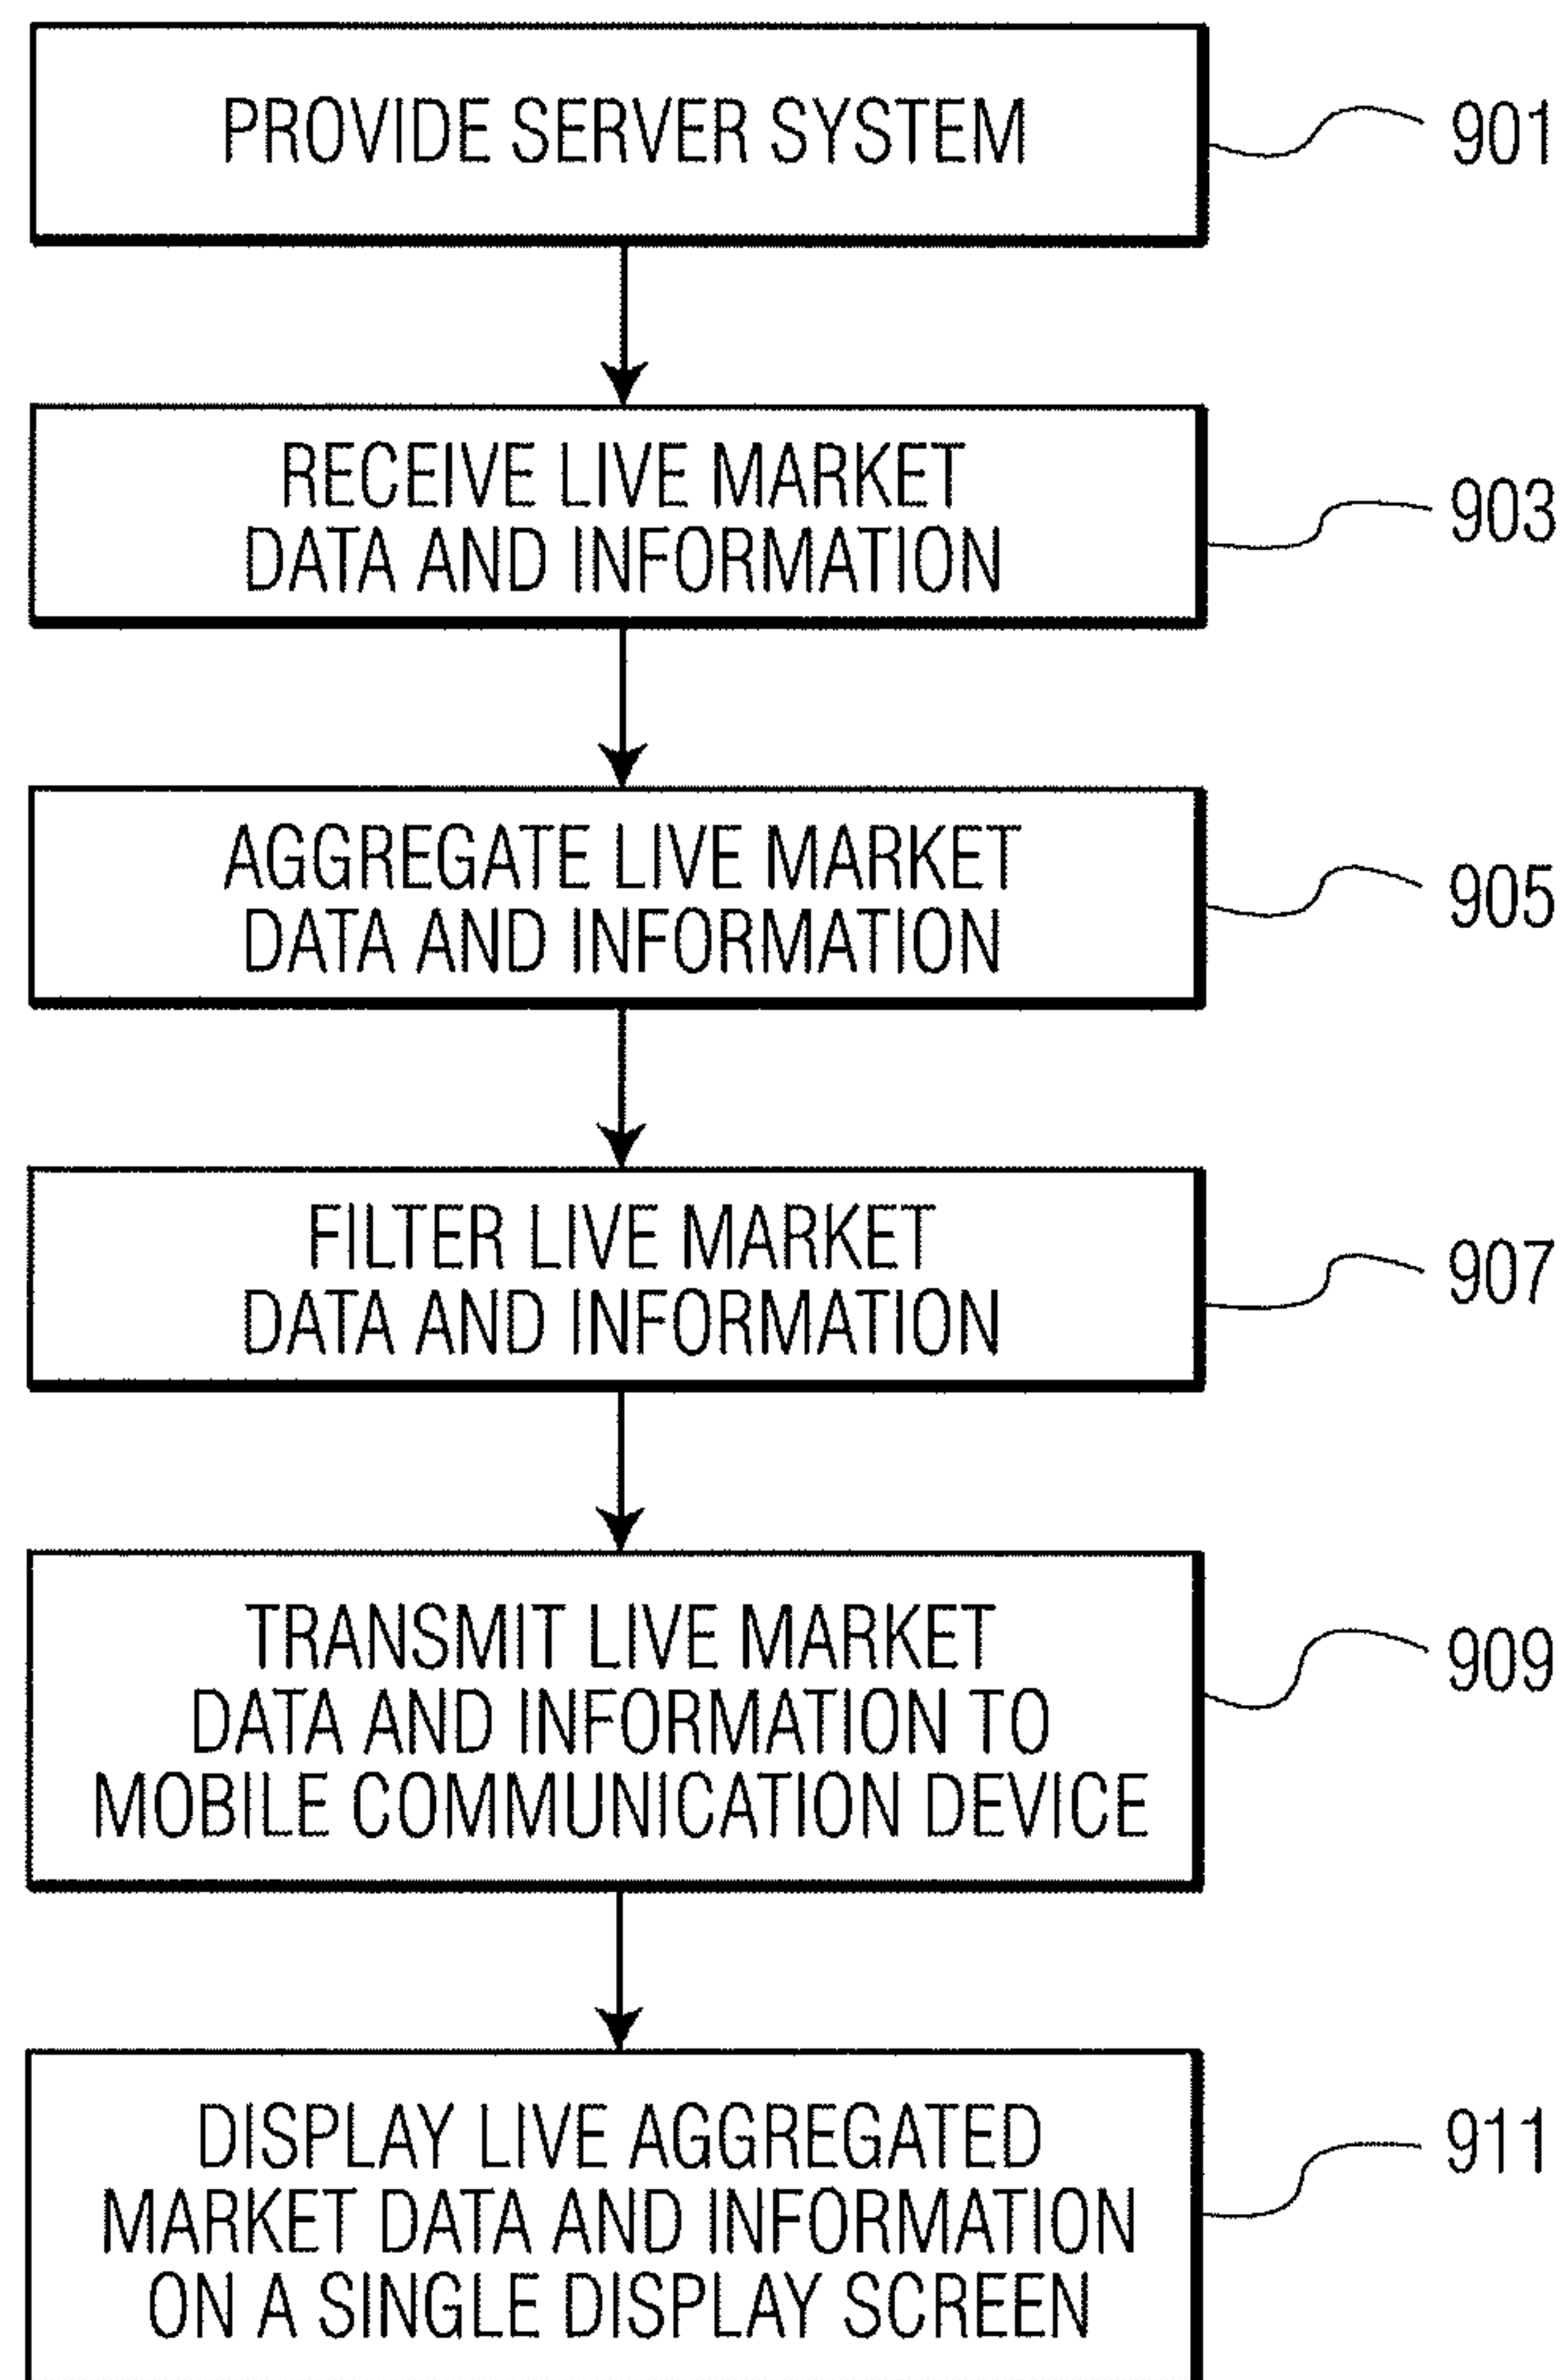 PROVIDE SERVER SYSTEM
901
RECEIVE LIVE MARKET
DATA AND INFORMATION
903
AGGREGATE LIVE MARKET
DATA AND INFORMATION
905
FILTER LIVE MARKET
DATA AND INFORMATION
907
TRANSMIT LIVE MARKET
DATA AND INFORMATION TO
MOBILE COMMUNICATION DEVICE
909
DISPLAY LIVE AGGREGATED
MARKET DATA AND INFORMATION
ON A SINGLE DISPLAY SCREEN
911